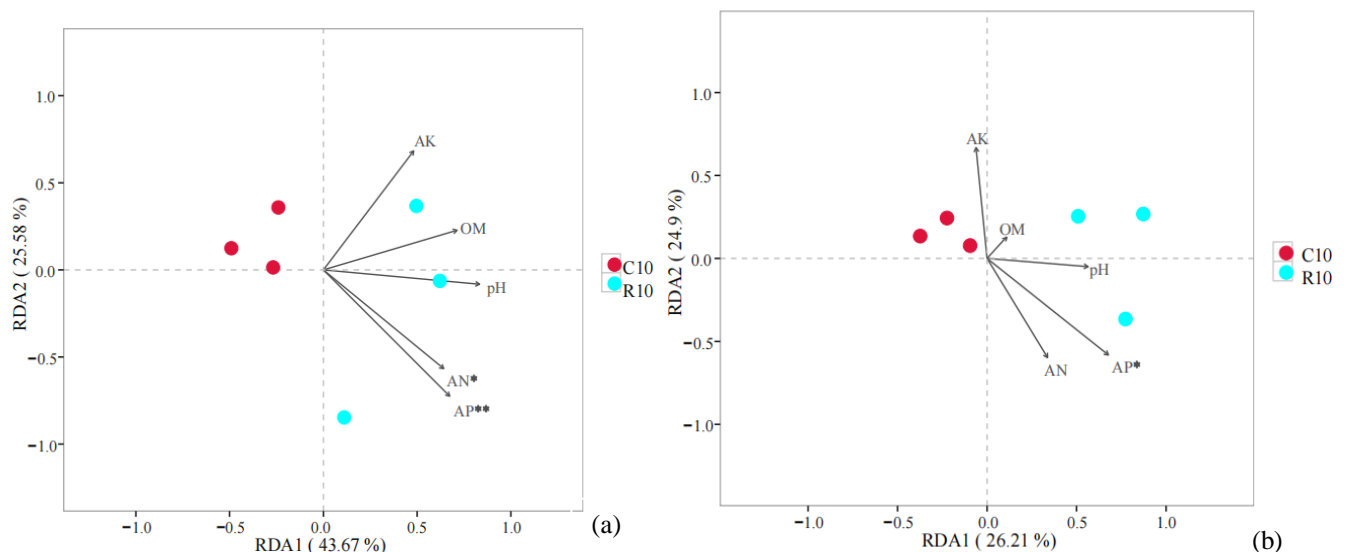 1.0
0.5
0.0
−0.5
−1.0
RDA2 ( 25.58 %)
AK
OM
pH
AN*
AP**
−1.0 −0.5 0.0 0.5 1.0
RDA1 ( 43.67 %)
C10
R10
(a)
1.0
0.5
0.0
−0.5
−1.0
RDA2 ( 24.9 %)
AK
OM
pH
AN
AP*
−1.0 −0.5 0.0 0.5 1.0
RDA1 ( 26.21 %)
C10
R10
(b)